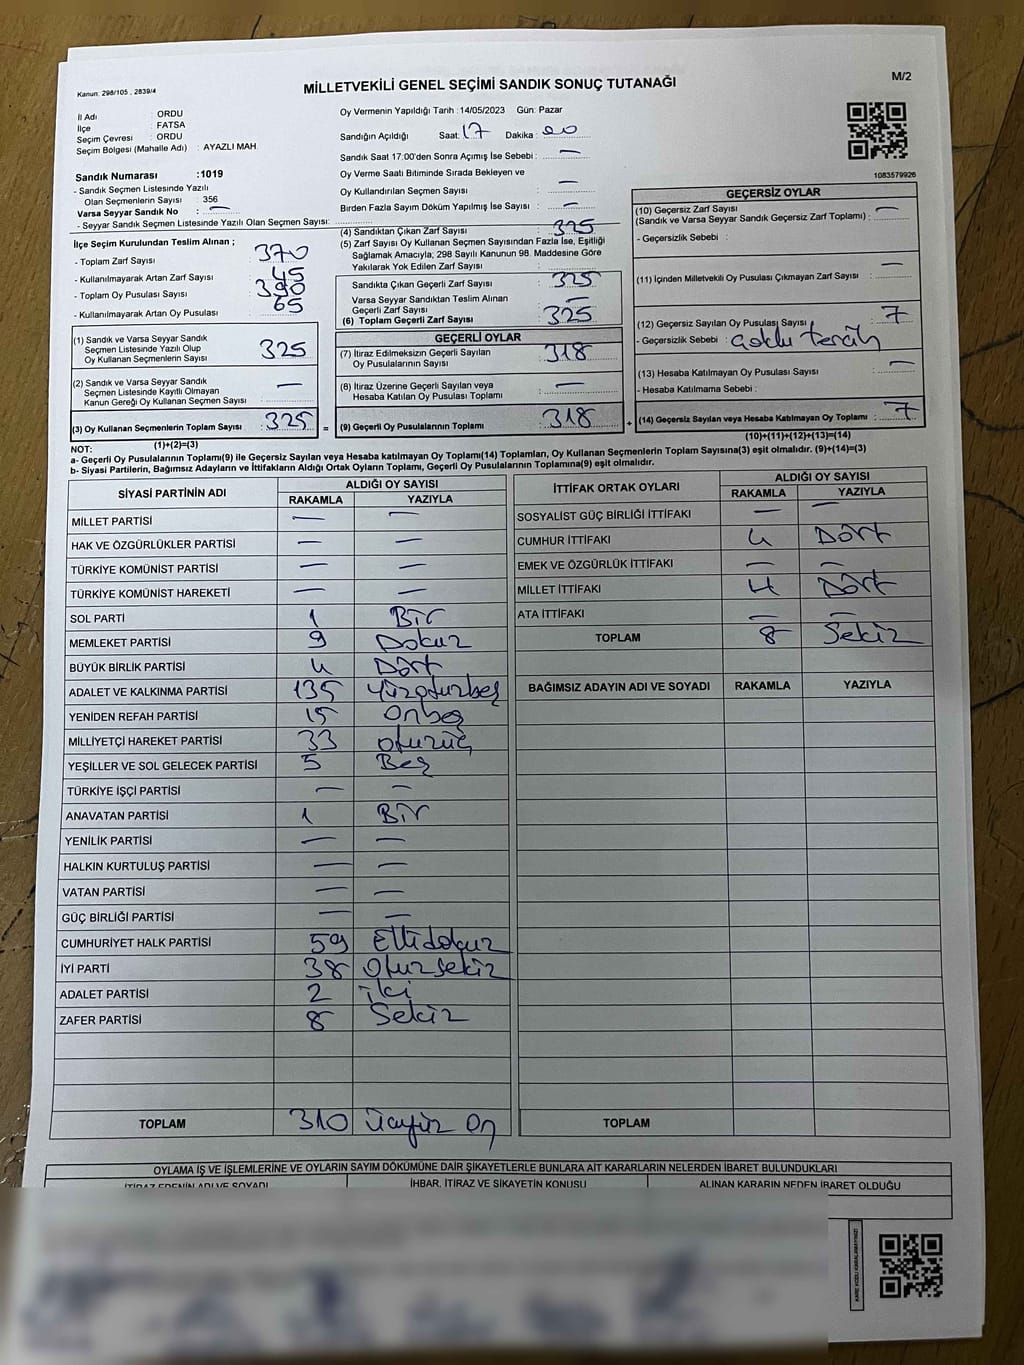 Kanun: 298/105 , 2839/4
MİLLETVEKİLİ GENEL SEÇİMİ SANDIK SONUÇ TUTANAĞI
M/2
İl Adı : ORDU
İlçe : FATSA
Seçim Çevresi : ORDU
Seçim Bölgesi (Mahalle Adı) : AYAZLI MAH.
Sandık Numarası :1019
- Sandık Seçmen Listesinde Yazılı
Olan Seçmenlerin Sayısı : 356
Varsa Seyyar Sandık No : —
- Seyyar Sandık Seçmen Listesinde Yazılı Olan Seçmen Sayısı:
Oy Vermenin Yapıldığı Tarih :14/05/2023 Gün: Pazar
Sandığın Açıldığı Saat: 17 Dakika : 00
Sandık Saat 17:00'den Sonra Açımış İse Sebebi : —
Oy Verme Saati Bitiminde Sırada Bekleyen ve
Oy Kullandırılan Seçmen Sayısı : —
Birden Fazla Sayım Döküm Yapılmış İse Sayısı : —
1083579926
İlçe Seçim Kurulundan Teslim Alınan ;
- Toplam Zarf Sayısı : 370
- Kullanılmayarak Artan Zarf Sayısı : 45
- Toplam Oy Pusulası Sayısı : 390
- Kullanılmayarak Artan Oy Pusulası : 65
(4) Sandıktan Çıkan Zarf Sayısı : 325
(5) Zarf Sayısı Oy Kullanan Seçmen Sayısından Fazla İse, Eşitliği
Sağlamak Amacıyla; 298 Sayılı Kanunun 98. Maddesine Göre
Yakılarak Yok Edilen Zarf Sayısı :
Sandıkta Çıkan Geçerli Zarf Sayısı : 325
Varsa Seyyar Sandıktan Teslim Alınan
Geçerli Zarf Sayısı : —
(6) Toplam Geçerli Zarf Sayısı : 325
GEÇERSİZ OYLAR
(10) Geçersiz Zarf Sayısı : —
(Sandık ve Varsa Seyyar Sandık Geçersiz Zarf Toplamı)
- Geçersizlik Sebebi :
(11) İçinden Milletvekili Oy Pusulası Çıkmayan Zarf Sayısı : —
(12) Geçersiz Sayılan Oy Pusulası Sayısı : 7
- Geçersizlik Sebebi : çoklu tercih
(13) Hesaba Katılmayan Oy Pusulası Sayısı : —
- Hesaba Katılmama Sebebi :
(14) Geçersiz Sayılan veya Hesaba Katılmayan Oy Toplamı : 7
(10)+(11)+(12)+(13)=(14)
(1) Sandık ve Varsa Seyyar Sandık
Seçmen Listesinde Yazılı Olup
Oy Kullanan Seçmenlerin Sayısı : 325
(2) Sandık ve Varsa Seyyar Sandık
Seçmen Listesinde Kayıtlı Olmayan
Kanun Gereği Oy Kullanan Seçmen Sayısı : —
(3) Oy Kullanan Seçmenlerin Toplam Sayısı : 325 =
(1)+(2)=(3)
GEÇERLİ OYLAR
(7) İtiraz Edilmeksizin Geçerli Sayılan
Oy Pusulalarının Sayısı : 318
(8) İtiraz Üzerine Geçerli Sayılan veya
Hesaba Katılan Oy Pusulası Toplamı : —
(9) Geçerli Oy Pusulalarının Toplamı : 318 +
NOT:
a- Geçerli Oy Pusulalarının Toplamı(9) ile Geçersiz Sayılan veya Hesaba katılmayan Oy Toplamı(14) Toplamları, Oy Kullanan Seçmenlerin Toplam Sayısına(3) eşit olmalıdır. (9)+(14)=(3)
b- Siyasi Partilerin, Bağımsız Adayların ve İttifakların Aldığı Ortak Oyların Toplamı, Geçerli Oy Pusulalarının Toplamına(9) eşit olmalıdır.
SİYASİ PARTİNİN ADI ALDIĞI OY SAYISI
RAKAMLA YAZIYLA
MİLLET PARTİSİ — —
HAK VE ÖZGÜRLÜKLER PARTİSİ — —
TÜRKİYE KOMÜNİST PARTİSİ — —
TÜRKİYE KOMÜNİST HAREKETİ — —
SOL PARTİ 1 Bir
MEMLEKET PARTİSİ 9 Dokuz
BÜYÜK BİRLİK PARTİSİ 4 Dört
ADALET VE KALKINMA PARTİSİ 135 Yüzotuzbeş
YENİDEN REFAH PARTİSİ 15 Onbeş
MİLLİYETÇİ HAREKET PARTİSİ 33 otuzüç
YEŞİLLER VE SOL GELECEK PARTİSİ 5 Beş
TÜRKİYE İŞÇİ PARTİSİ — —
ANAVATAN PARTİSİ 1 Bir
YENİLİK PARTİSİ — —
HALKIN KURTULUŞ PARTİSİ — —
VATAN PARTİSİ — —
GÜÇ BİRLİĞİ PARTİSİ — —
CUMHURİYET HALK PARTİSİ 59 Ellidokuz
İYİ PARTİ 38 Otuzsekiz
ADALET PARTİSİ 2 iki
ZAFER PARTİSİ 8 Sekiz
TOPLAM 310 Üçyüz On
İTTİFAK ORTAK OYLARI ALDIĞI OY SAYISI
RAKAMLA YAZIYLA
SOSYALİST GÜÇ BİRLİĞİ İTTİFAKI — —
CUMHUR İTTİFAKI 4 Dört
EMEK VE ÖZGÜRLÜK İTTİFAKI — —
MİLLET İTTİFAKI 4 Dört
ATA İTTİFAKI — —
TOPLAM 8 Sekiz
BAĞIMSIZ ADAYIN ADI VE SOYADI RAKAMLA YAZIYLA
TOPLAM
OYLAMA İŞ VE İŞLEMLERİNE VE OYLARIN SAYIM DÖKÜMÜNE DAİR ŞİKAYETLERLE BUNLARA AİT KARARLARIN NELERDEN İBARET BULUNDUKLARI
İTİRAZ EDENİN ADI VE SOYADI İHBAR, İTİRAZ VE ŞİKAYETİN KONUSU ALINAN KARARIN NEDEN İBARET OLDUĞU
KARE KODU KARALAMAYINIZ!